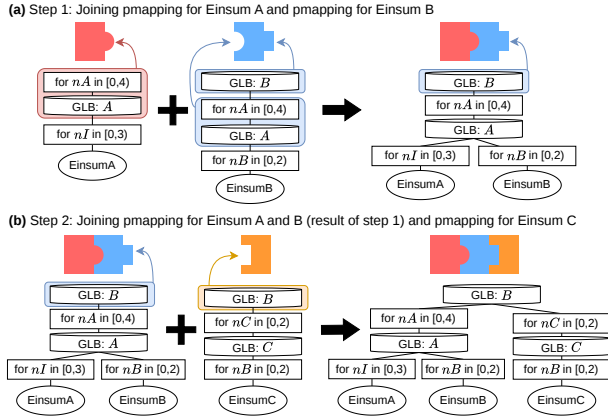 (a) Step 1: Joining pmapping for Einsum A and pmapping for Einsum B
for nA in [0,4)
GLB: A
for nI in [0,3)
EinsumA
GLB: B
for nA in [0,4)
GLB: A
for nB in [0,2)
EinsumB
GLB: B
for nA in [0,4)
GLB: A
for nI in [0,3) for nB in [0,2)
EinsumA EinsumB
(b) Step 2: Joining pmapping for Einsum A and B (result of step 1) and pmapping for Einsum C
GLB: B
for nA in [0,4)
GLB: A
for nI in [0,3) for nB in [0,2)
EinsumA EinsumB
GLB: B
for nC in [0,2)
GLB: C
for nB in [0,2)
EinsumC
GLB: B
for nA in [0,4)
GLB: A
for nI in [0,3) for nB in [0,2)
EinsumA EinsumB
for nC in [0,2)
GLB: C
for nB in [0,2)
EinsumC